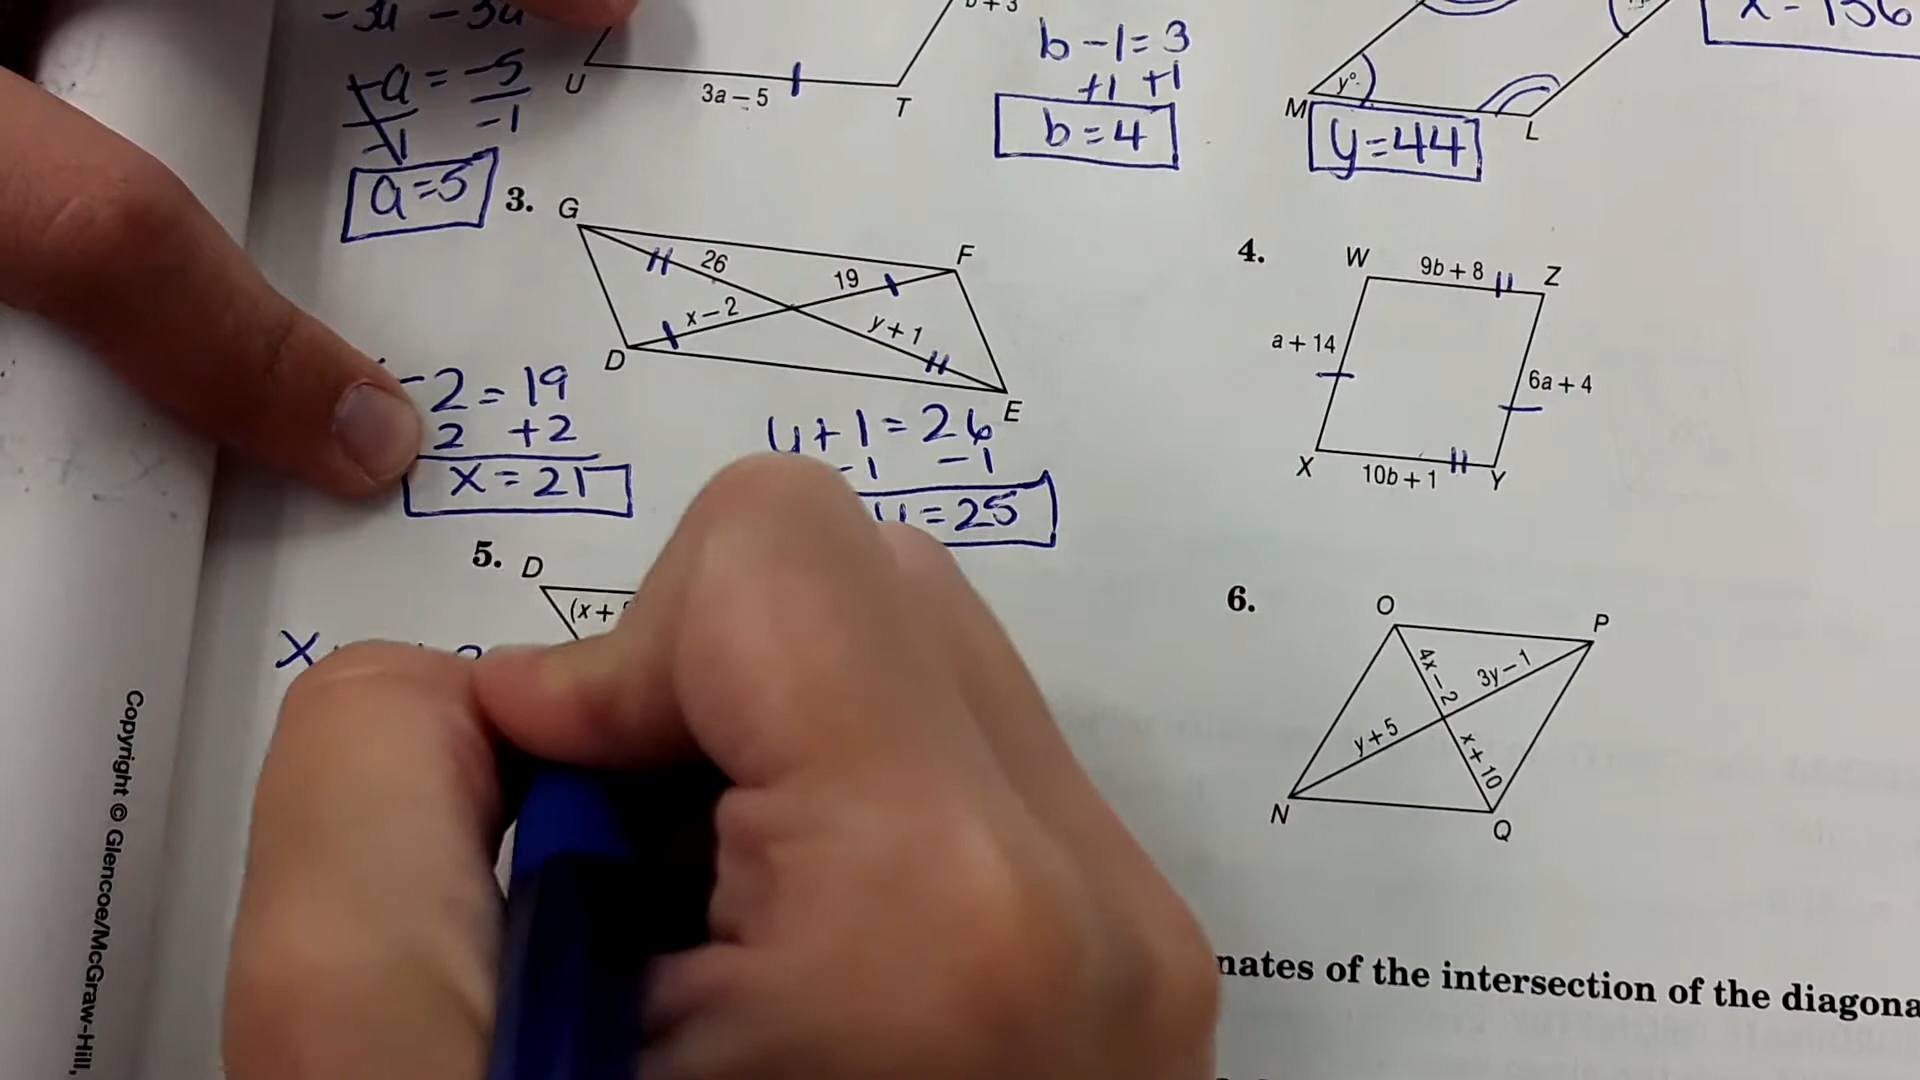 -3a -3a
-a = -5
-1 -1
a=5
U
3a – 5
T
b + 3
b-1=3
+1 +1
b=4
M
y°
L
y=44
x=136
3.
G
26
19
F
x – 2
y + 1
D
E
-2 = 19
2 +2
x=21
y+1=26
-1 -1
y=25
4.
W
9b + 8
Z
a + 14
6a + 4
X
10b + 1
Y
5.
D
(x +
x
6.
O
P
4x – 2
3y – 1
y + 5
x + 10
N
Q
nates of the intersection of the diagona
Copyright © Glencoe/McGraw-Hill,